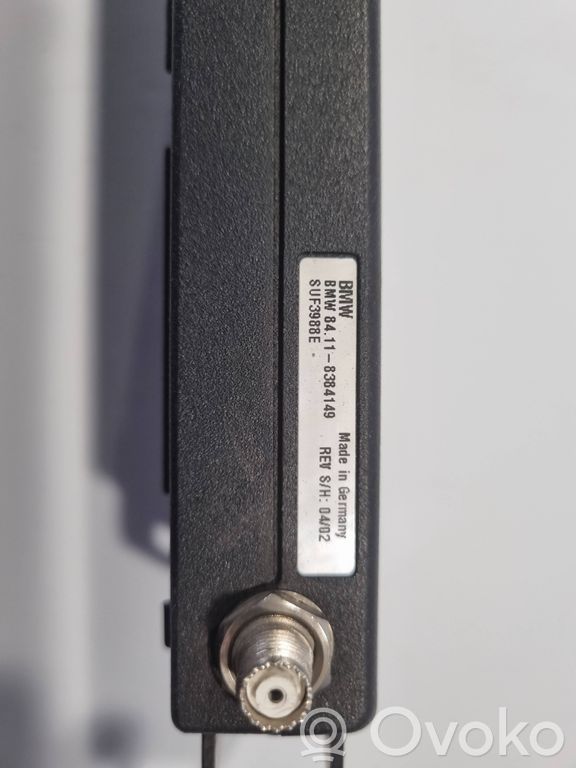 BMW
BMW 84.11-8384149
SUF3988E
Made in Germany
REV S/H: 04/02
Ovoko